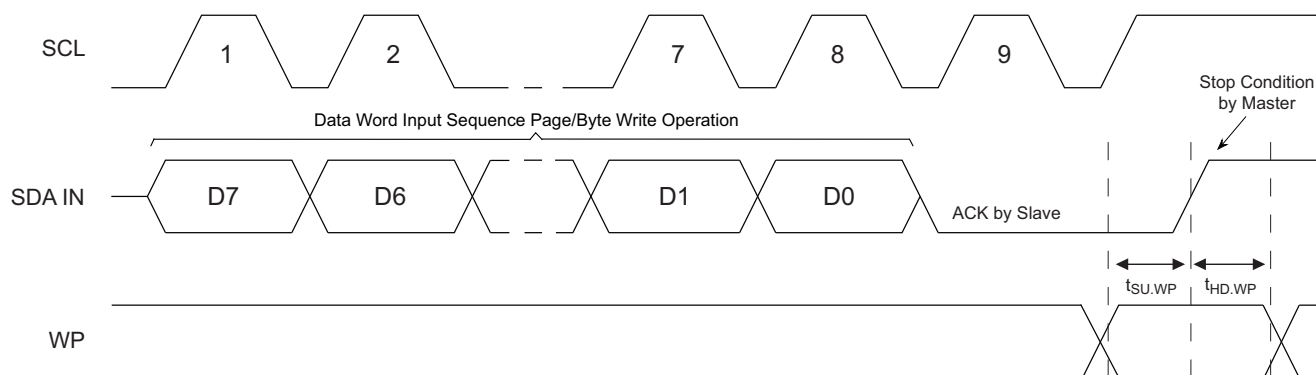 SCL
1
2
7
8
9
Stop Condition
by Master
Data Word Input Sequence Page/Byte Write Operation
SDA IN
D7
D6
D1
D0
ACK by Slave
tSU.WP
tHD.WP
WP